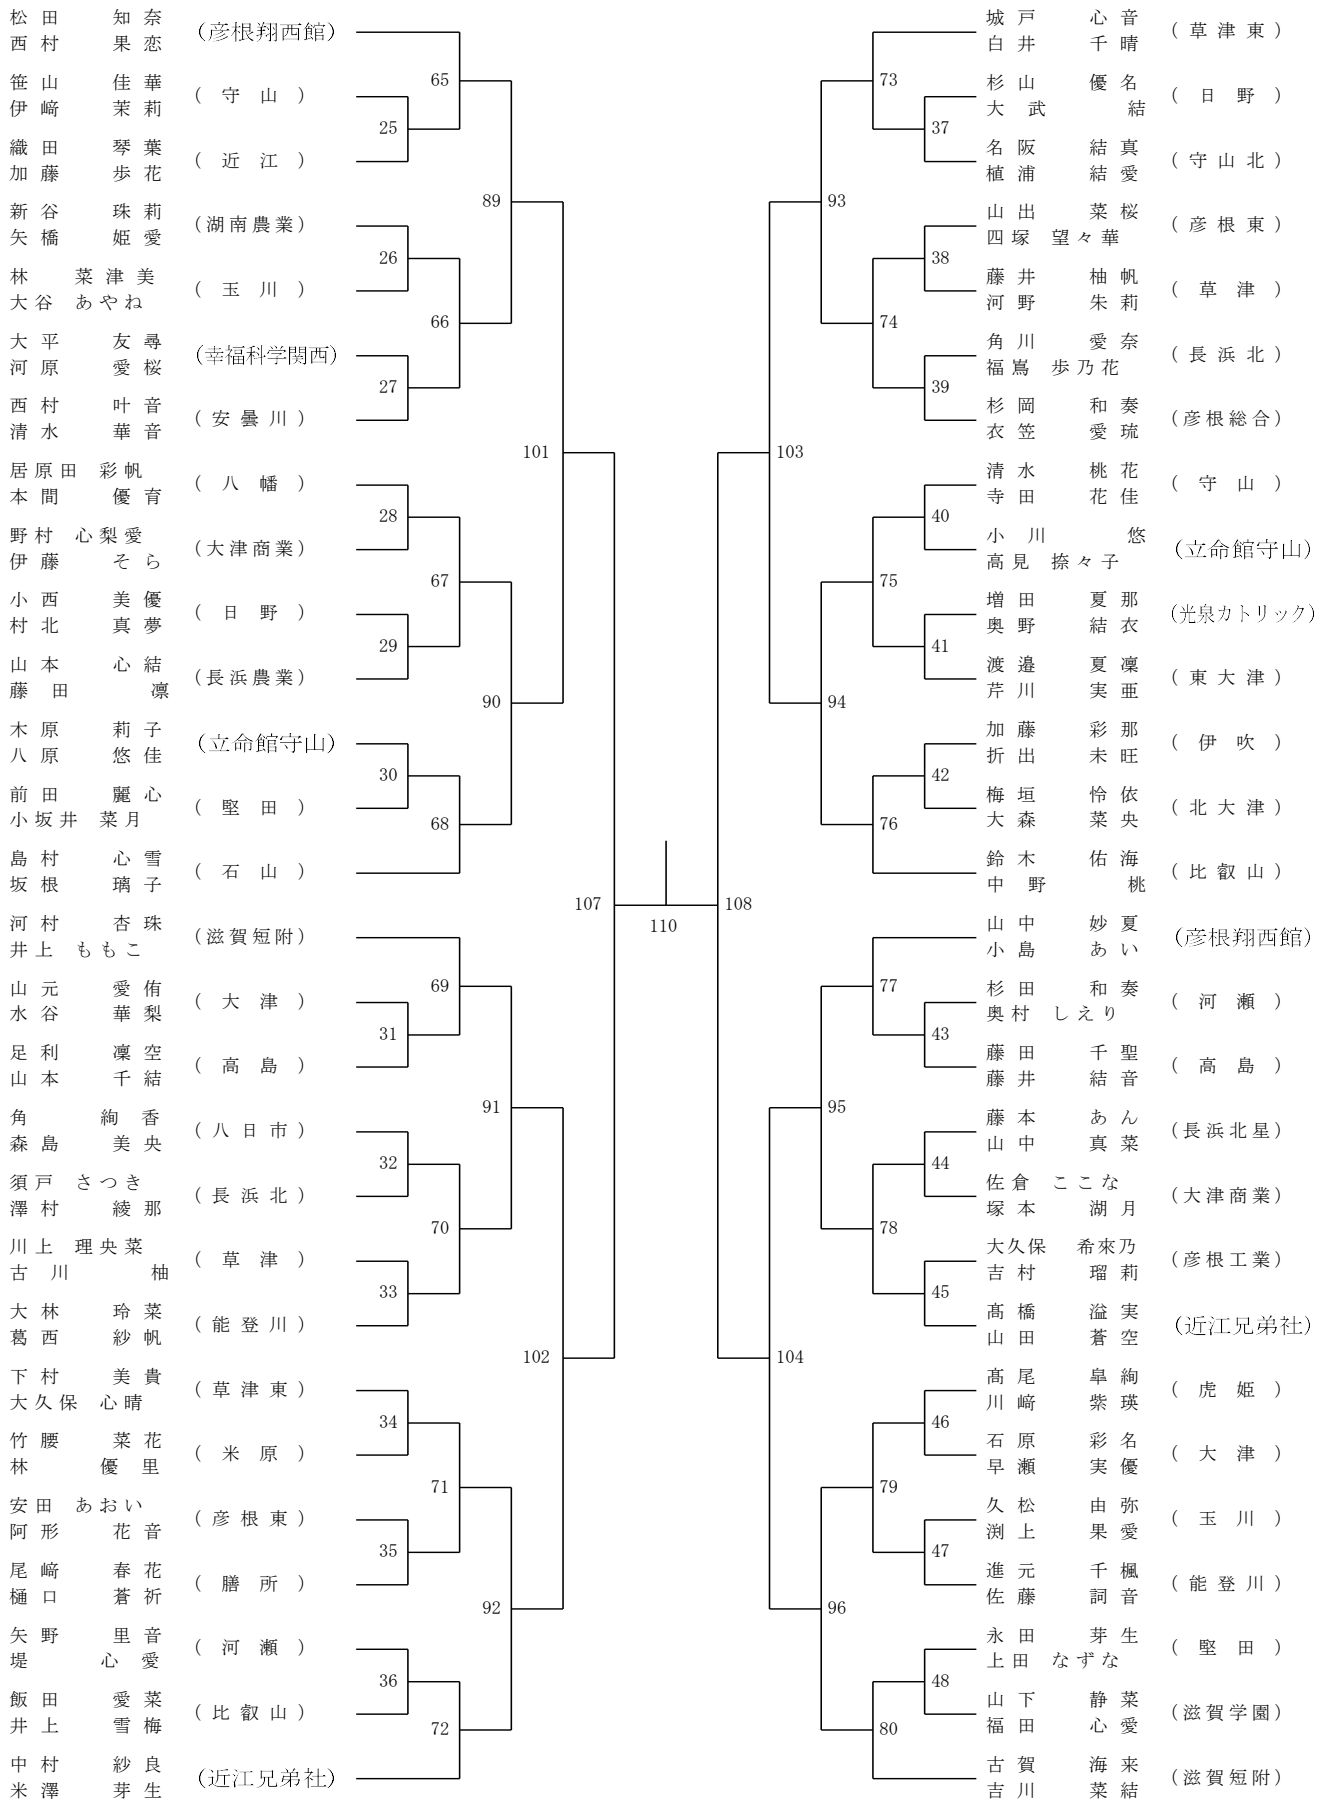 松田 知奈
西村 果恋
(彦根翔西館)
笹山 佳華
伊﨑 茉莉
(守山)
織田 琴葉
加藤 歩花
(近江)
新谷 珠莉
矢橋 姫愛
(湖南農業)
林 菜津美
大谷 あやね
(玉川)
大平 友尋
河原 愛桜
(幸福科学関西)
西村 叶音
清水 華音
(安曇川)
居原田 彩帆
本間 優育
(八幡)
野村 心梨愛
伊藤 そら
(大津商業)
小西 美優
村北 真夢
(日野)
山本 心結
藤田 凛
(長浜農業)
木原 莉子
八原 悠佳
(立命館守山)
前田 麗心
小坂井 菜月
(堅田)
島村 心雪
坂根 璃子
(石山)
河村 杏珠
井上 ももこ
(滋賀短附)
山元 愛侑
水谷 華梨
(大津)
足利 凜空
山本 千結
(高島)
角 絢香
森島 美央
(八日市)
須戸 さつき
澤村 綾那
(長浜北)
川上 理央菜
古川 柚
(草津)
大林 玲菜
葛西 紗帆
(能登川)
下村 美貴
大久保 心晴
(草津東)
竹腰 菜花
林 優里
(米原)
安田 あおい
阿形 花音
(彦根東)
尾﨑 春花
樋口 蒼祈
(膳所)
矢野 里音
堤 心愛
(河瀬)
飯田 愛菜
井上 雪梅
(比叡山)
中村 紗良
米澤 芽生
(近江兄弟社)
65
25
89
26
66
27
101
28
67
29
90
30
68
107
69
31
91
32
70
33
102
34
71
35
92
36
72
110
73
37
93
38
74
39
103
40
75
41
94
42
76
108
77
43
95
44
78
45
104
46
79
47
96
48
80
城戸 心音
白井 千晴
(草津東)
杉山 優名
大武 結
(日野)
名阪 結真
植浦 結愛
(守山北)
山出 菜桜
四塚 望々華
(彦根東)
藤井 柚帆
河野 朱莉
(草津)
角川 愛奈
福嶌 歩乃花
(長浜北)
杉岡 和奏
衣笠 愛琉
(彦根総合)
清水 桃花
寺田 花佳
(守山)
小川 悠
高見 捺々子
(立命館守山)
増田 夏那
奥野 結衣
(光泉カトリック)
渡邉 夏凜
芹川 実亜
(東大津)
加藤 彩那
折出 未旺
(伊吹)
梅垣 怜依
大森 菜央
(北大津)
鈴木 佑海
中野 桃
(比叡山)
山中 妙夏
小島 あい
(彦根翔西館)
杉田 和奏
奥村 しえり
(河瀬)
藤田 千聖
藤井 結音
(高島)
藤本 あん
山中 真菜
(長浜北星)
佐倉 ここな
塚本 湖月
(大津商業)
大久保 希來乃
吉村 瑠莉
(彦根工業)
髙橋 溢実
山田 蒼空
(近江兄弟社)
髙尾 皐絢
川﨑 紫瑛
(虎姫)
石原 彩名
早瀬 実優
(大津)
久松 由弥
渕上 果愛
(玉川)
進元 千楓
佐藤 詞音
(能登川)
永田 芽生
上田 なずな
(堅田)
山下 静菜
福田 心愛
(滋賀学園)
古賀 海来
吉川 菜結
(滋賀短附)